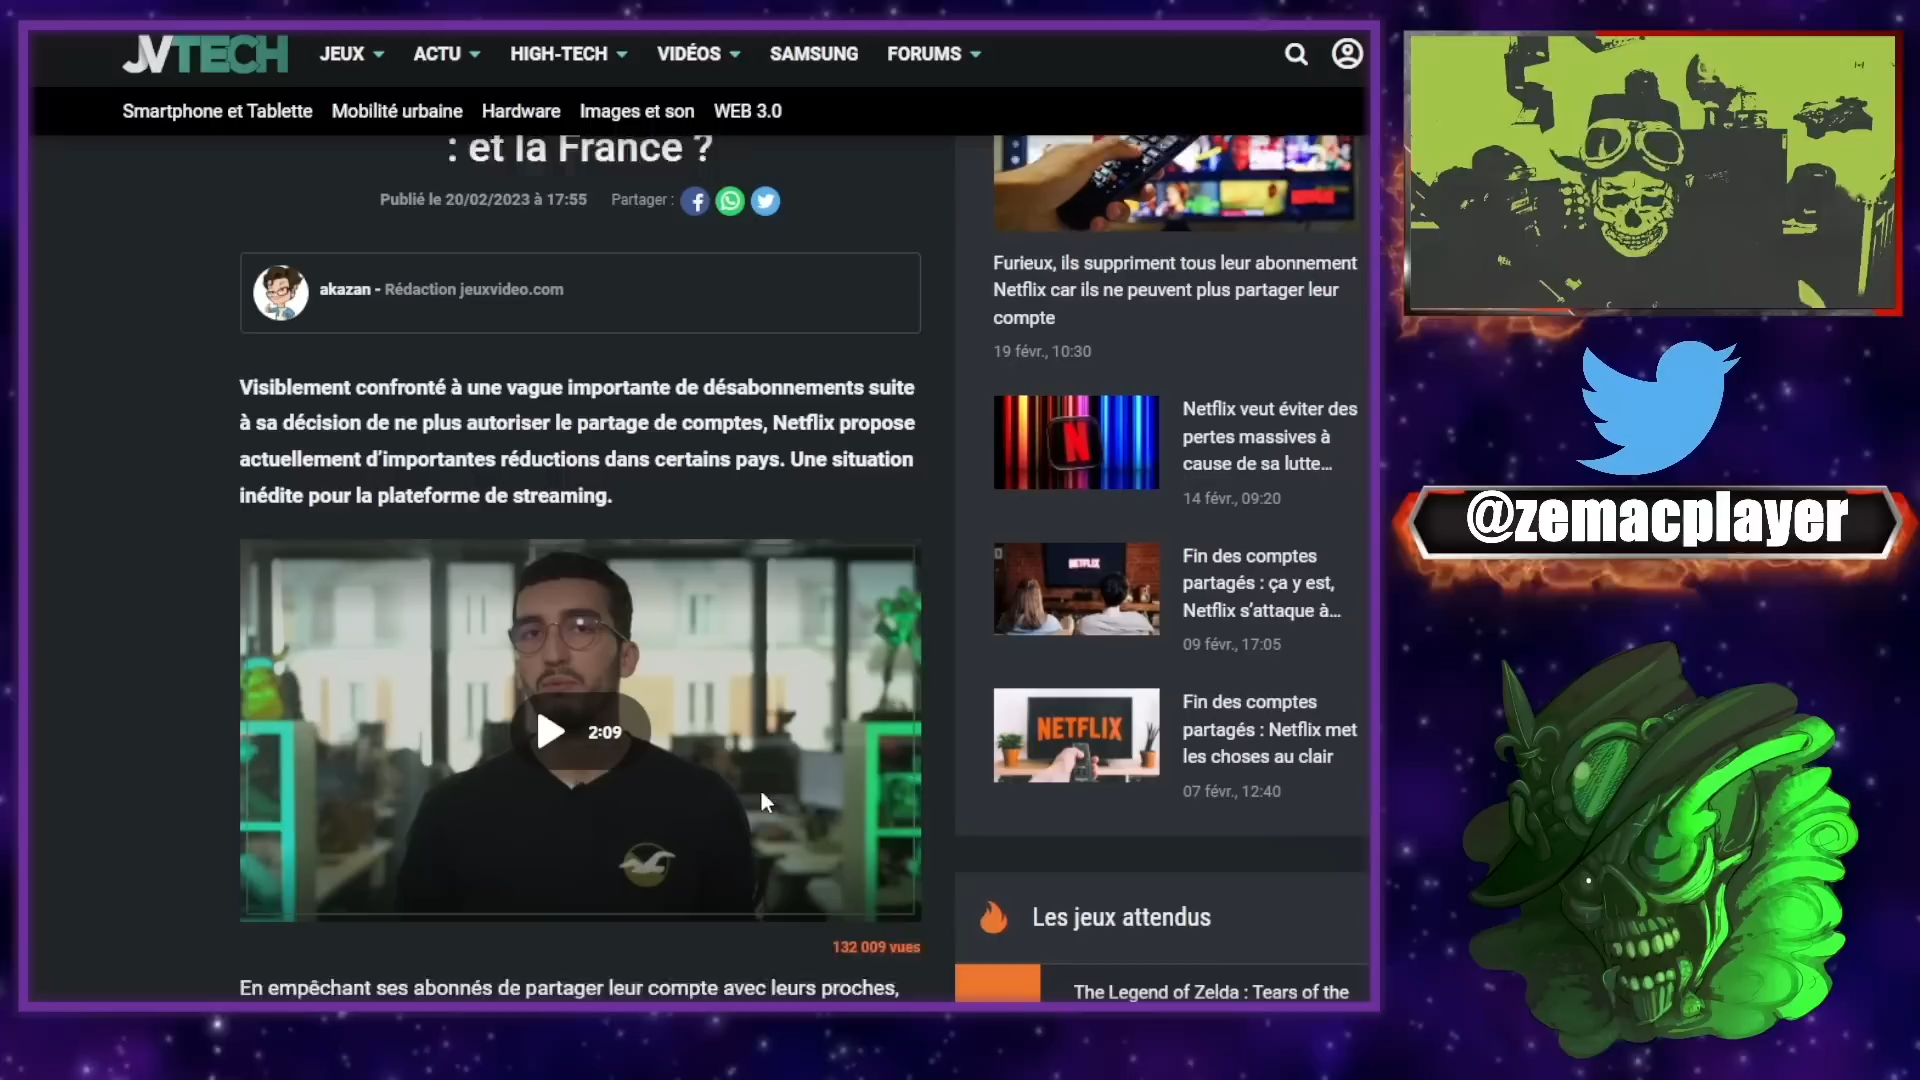 JVTECH
JEUX
ACTU
HIGH-TECH
VIDÉOS
SAMSUNG
FORUMS
Smartphone et Tablette
Mobilité urbaine
Hardware
Images et son
WEB 3.0
: et la France ?
Publié le 20/02/2023 à 17:55
Partager :
akazan - Rédaction jeuxvideo.com
Visiblement confronté à une vague importante de désabonnements suite
à sa décision de ne plus autoriser le partage de comptes, Netflix propose
actuellement d'importantes réductions dans certains pays. Une situation
inédite pour la plateforme de streaming.
2:09
132 009 vues
En empêchant ses abonnés de partager leur compte avec leurs proches,
Furieux, ils suppriment tous leur abonnement
Netflix car ils ne peuvent plus partager leur
compte
19 févr., 10:30
N
Netflix veut éviter des
pertes massives à
cause de sa lutte...
14 févr., 09:20
NETFLIX
Fin des comptes
partagés : ça y est,
Netflix s'attaque à...
09 févr., 17:05
NETFLIX
Fin des comptes
partagés : Netflix met
les choses au clair
07 févr., 12:40
Les jeux attendus
The Legend of Zelda : Tears of the
@zemacplayer